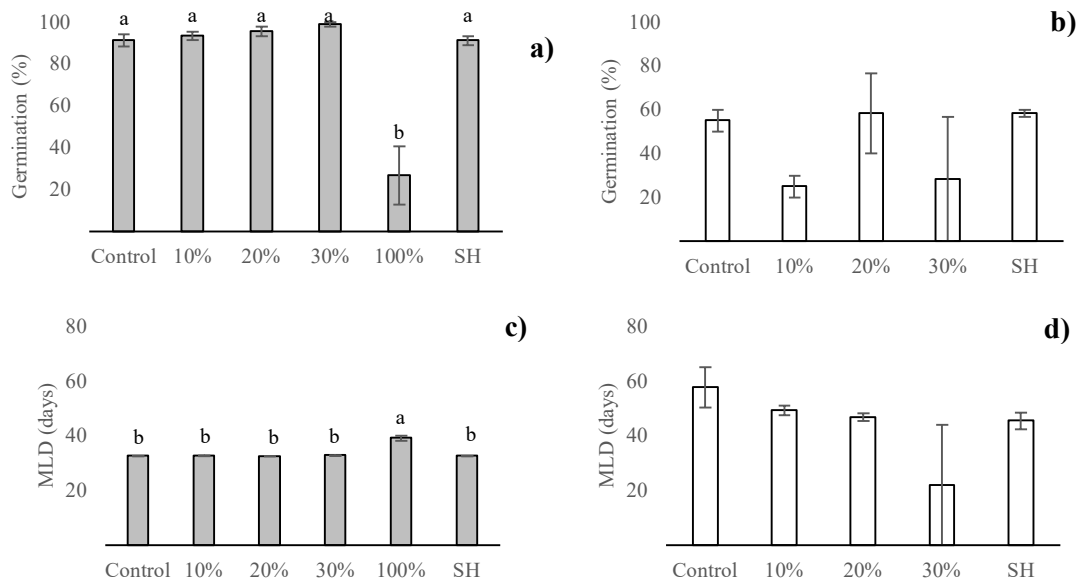 a)
Germination (%)
100
80
60
40
20
a a a a b a
Control 10% 20% 30% 100% SH
b)
Germination (%)
100
80
60
40
20
Control 10% 20% 30% SH
c)
MLD (days)
80
60
40
20
b b b b a b
Control 10% 20% 30% 100% SH
d)
MLD (days)
80
60
40
20
Control 10% 20% 30% SH